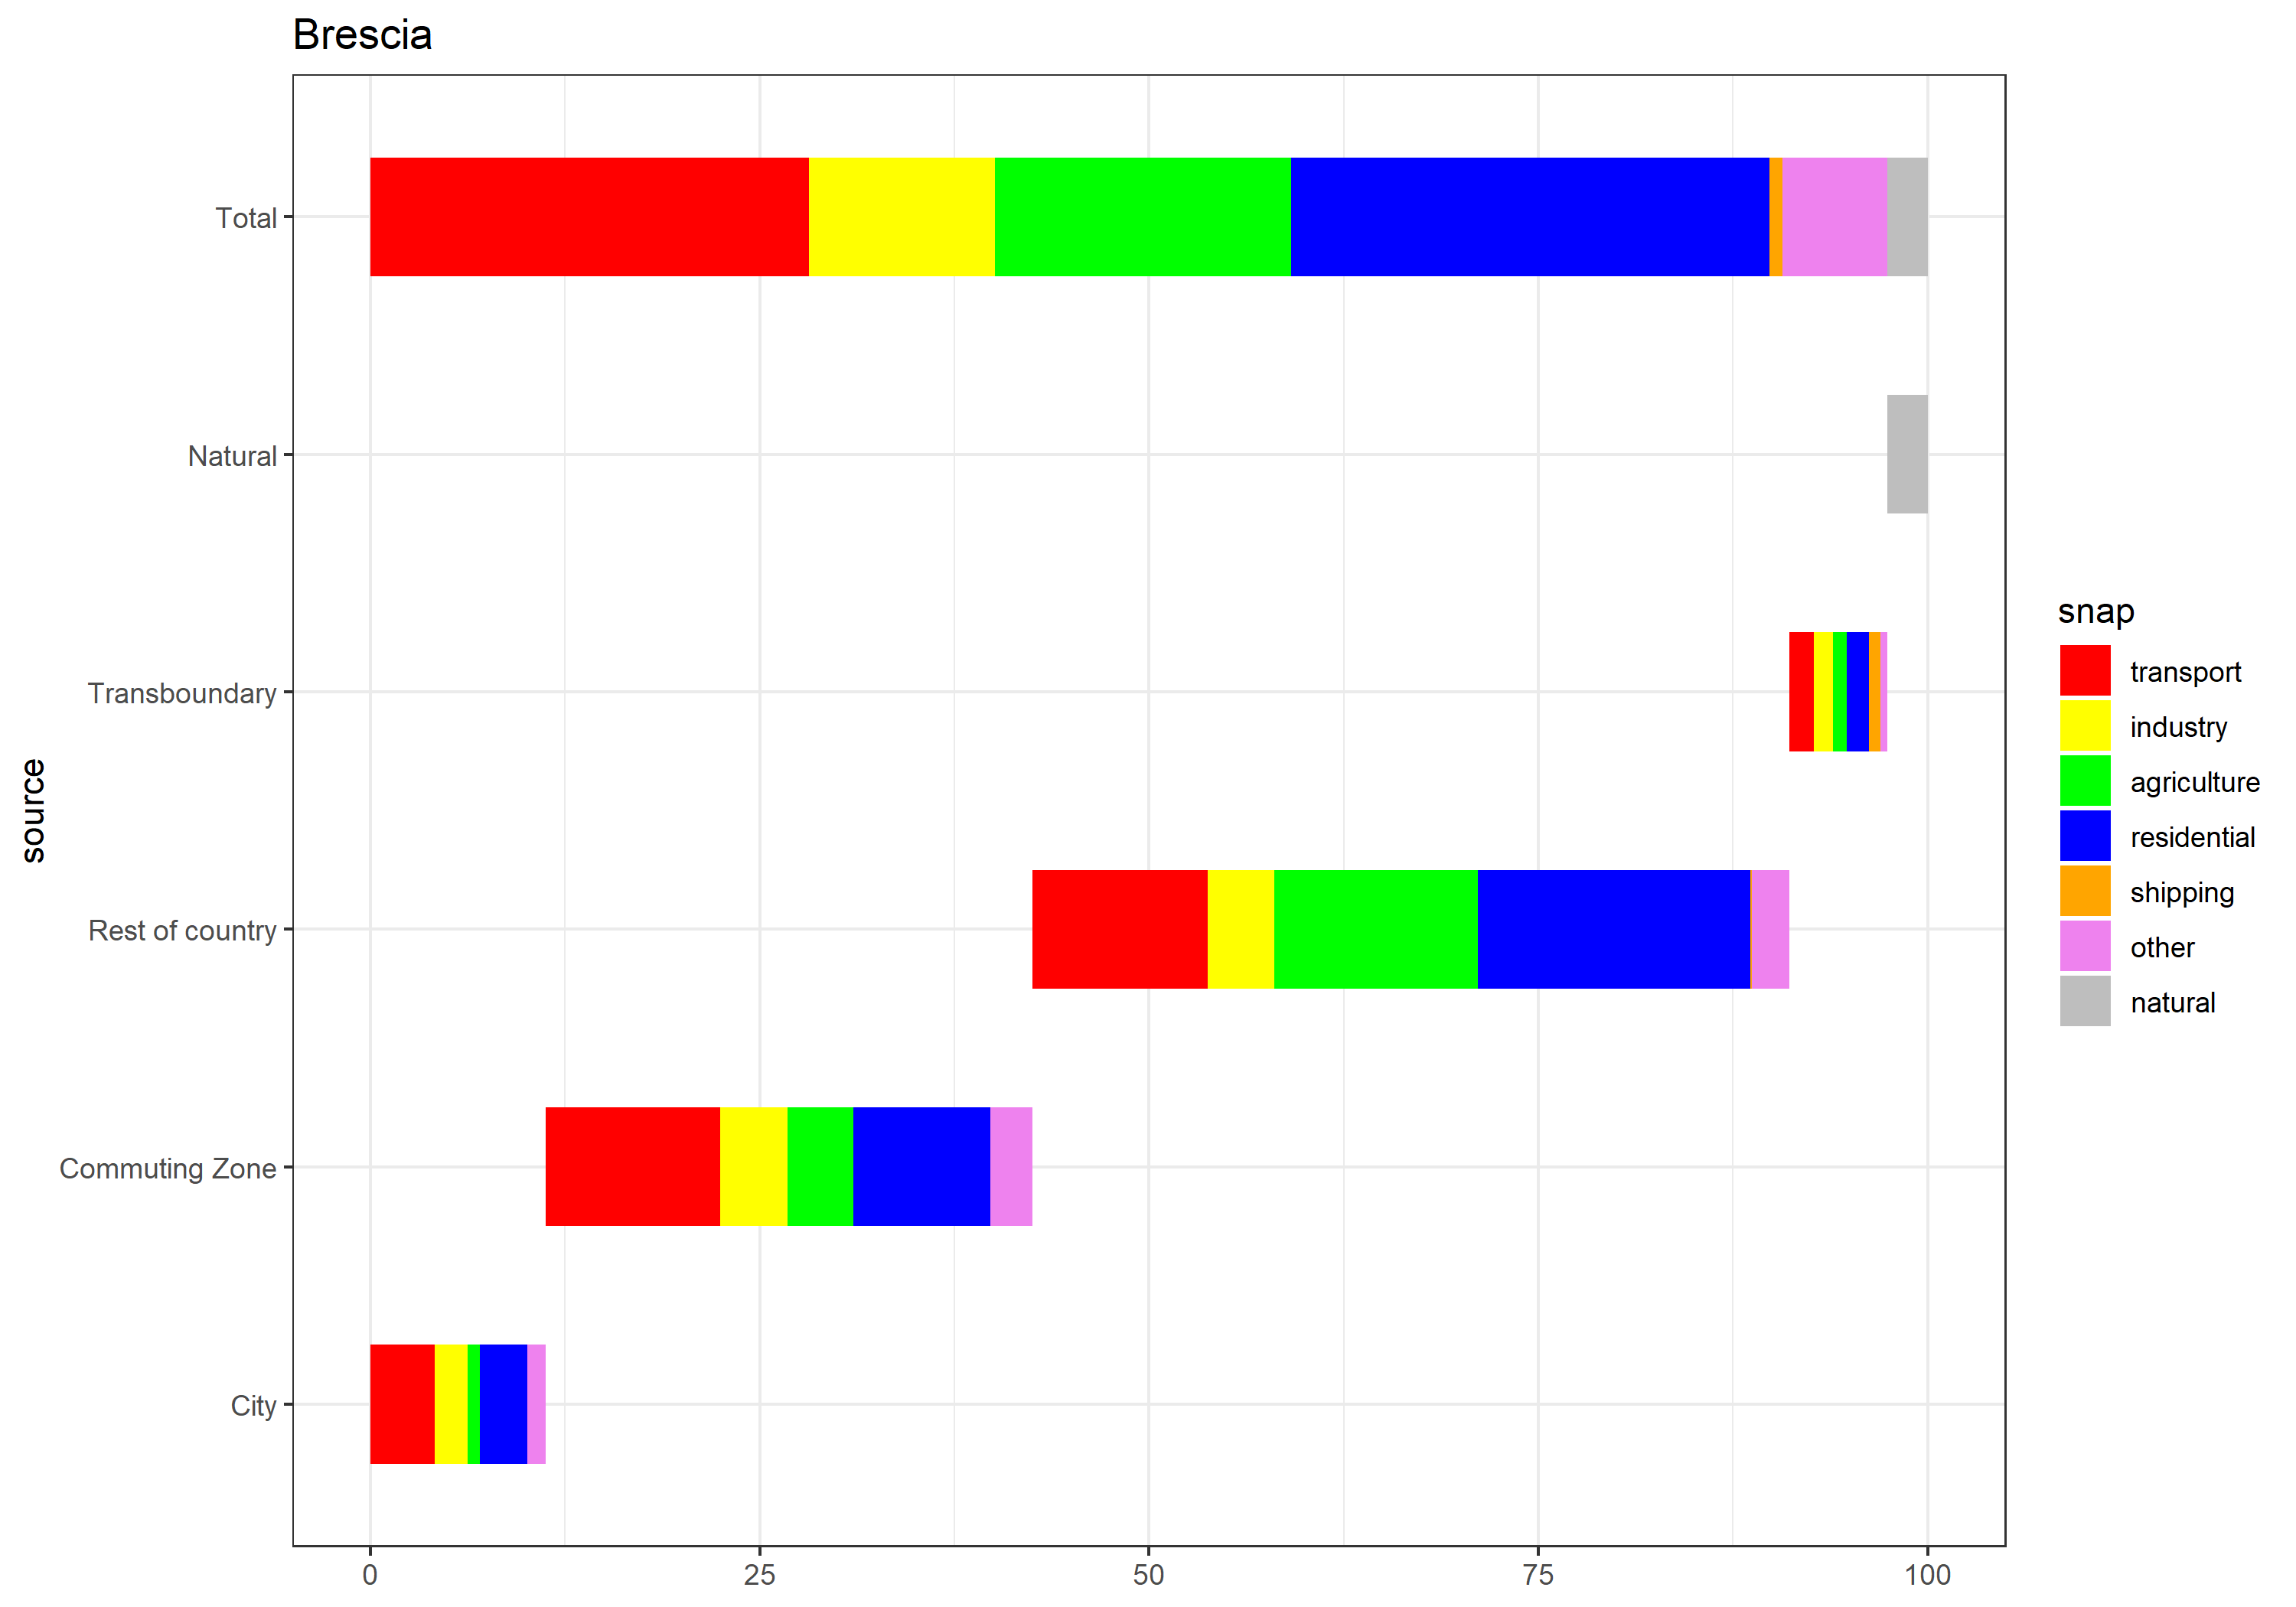 Brescia
Total
Natural
Transboundary
Rest of country
Commuting Zone
City
source
0 25 50 75 100
snap
transport
industry
agriculture
residential
shipping
other
natural